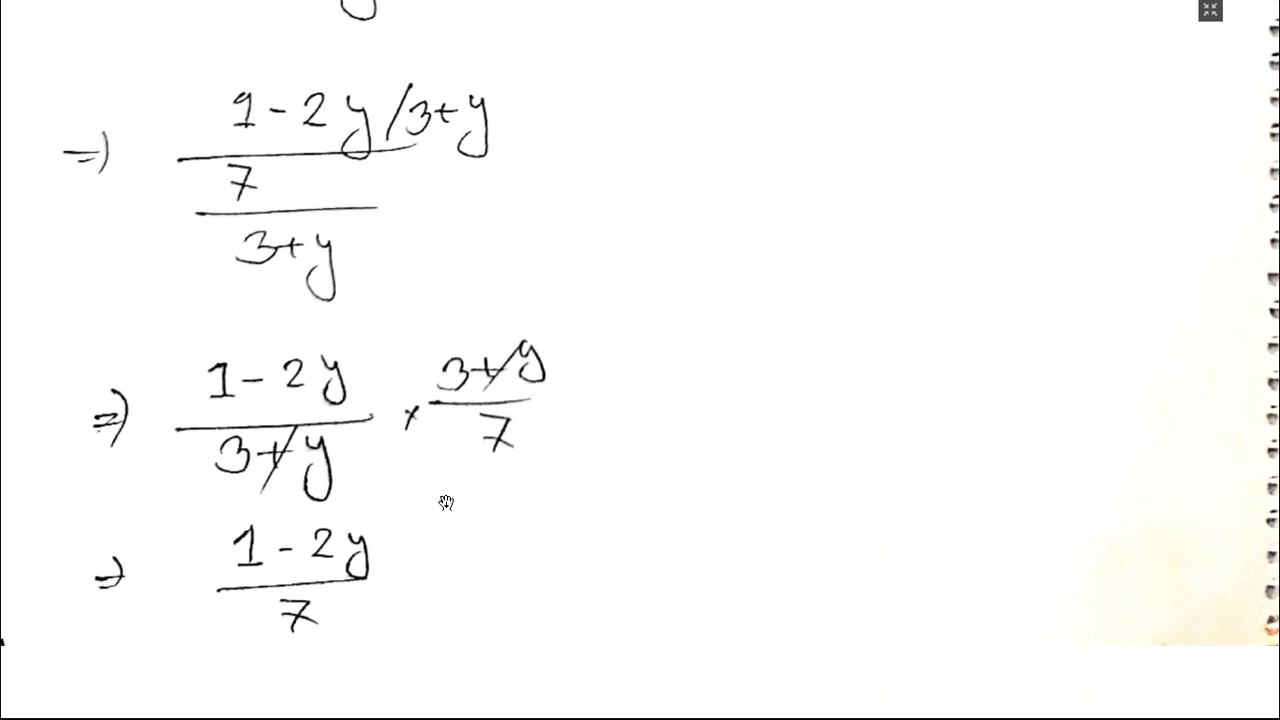 =) 1 - 2y/3+y
7
3+y
=) 1 - 2y × 3+y
3+y 7
=> 1 - 2y
7